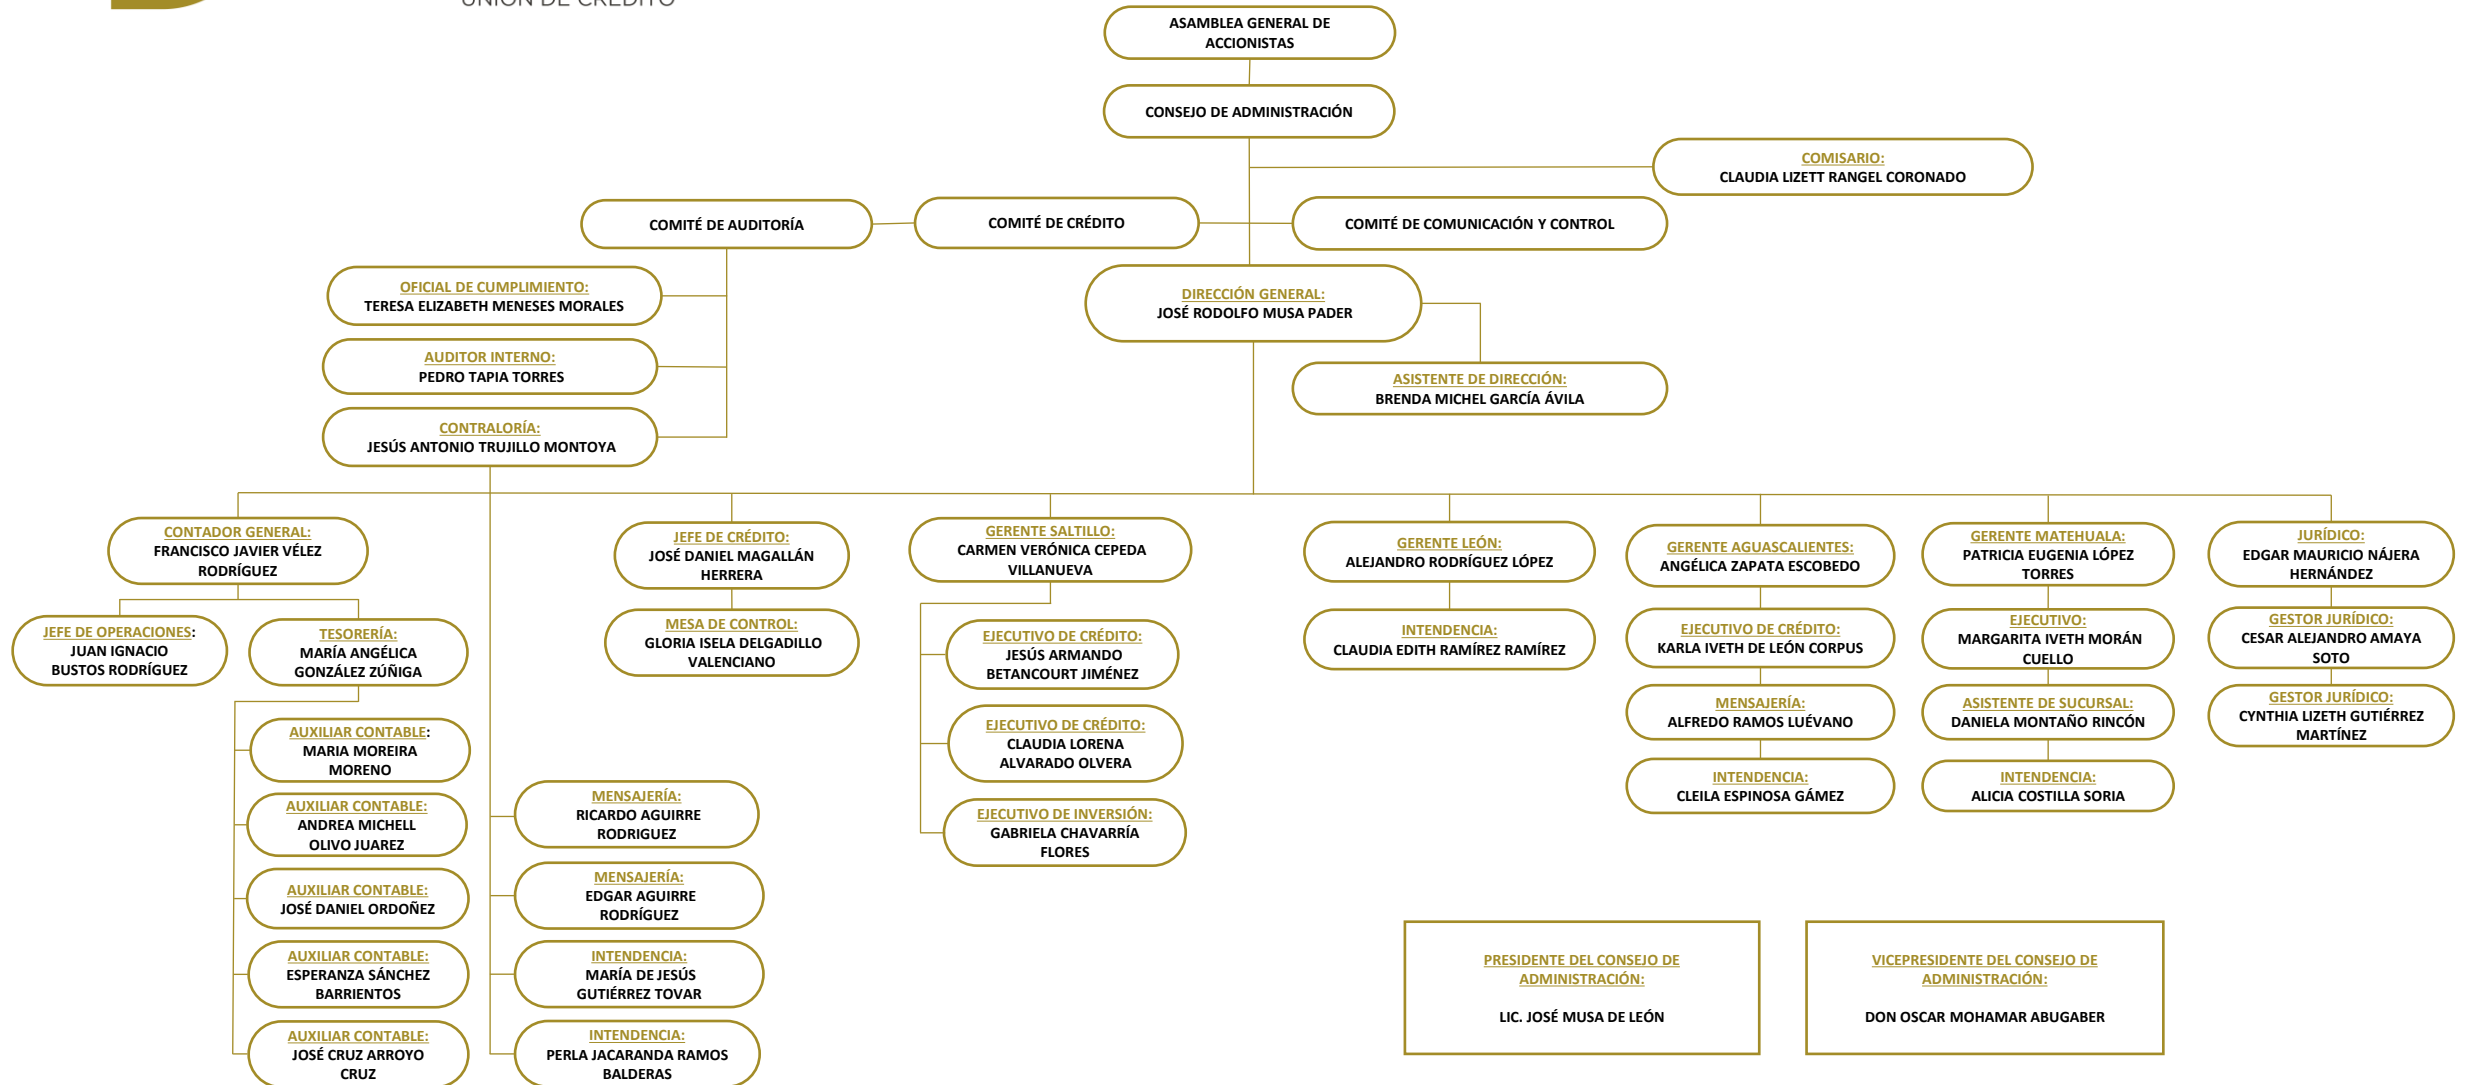 UNIÓN DE CRÉDITO
ASAMBLEA GENERAL DE
ACCIONISTAS
CONSEJO DE ADMINISTRACIÓN
COMISARIO:
CLAUDIA LIZETT RANGEL CORONADO
COMITÉ DE AUDITORÍA
COMITÉ DE CRÉDITO
COMITÉ DE COMUNICACIÓN Y CONTROL
OFICIAL DE CUMPLIMIENTO:
TERESA ELIZABETH MENESES MORALES
DIRECCIÓN GENERAL:
JOSÉ RODOLFO MUSA PADER
AUDITOR INTERNO:
PEDRO TAPIA TORRES
ASISTENTE DE DIRECCIÓN:
BRENDA MICHEL GARCÍA ÁVILA
CONTRALORÍA:
JESÚS ANTONIO TRUJILLO MONTOYA
CONTADOR GENERAL:
FRANCISCO JAVIER VÉLEZ
RODRÍGUEZ
JEFE DE OPERACIONES:
JUAN IGNACIO
BUSTOS RODRÍGUEZ
TESORERÍA:
MARÍA ANGÉLICA
GONZÁLEZ ZÚÑIGA
AUXILIAR CONTABLE:
MARIA MOREIRA
MORENO
AUXILIAR CONTABLE:
ANDREA MICHELL
OLIVO JUAREZ
AUXILIAR CONTABLE:
JOSÉ DANIEL ORDOÑEZ
AUXILIAR CONTABLE:
ESPERANZA SÁNCHEZ
BARRIENTOS
AUXILIAR CONTABLE:
JOSÉ CRUZ ARROYO
CRUZ
MENSAJERÍA:
RICARDO AGUIRRE
RODRIGUEZ
MENSAJERÍA:
EDGAR AGUIRRE
RODRÍGUEZ
INTENDENCIA:
MARÍA DE JESÚS
GUTIÉRREZ TOVAR
INTENDENCIA:
PERLA JACARANDA RAMOS
BALDERAS
JEFE DE CRÉDITO:
JOSÉ DANIEL MAGALLÁN
HERRERA
MESA DE CONTROL:
GLORIA ISELA DELGADILLO
VALENCIANO
GERENTE SALTILLO:
CARMEN VERÓNICA CEPEDA
VILLANUEVA
EJECUTIVO DE CRÉDITO:
JESÚS ARMANDO
BETANCOURT JIMÉNEZ
EJECUTIVO DE CRÉDITO:
CLAUDIA LORENA
ALVARADO OLVERA
EJECUTIVO DE INVERSIÓN:
GABRIELA CHAVARRÍA
FLORES
GERENTE LEÓN:
ALEJANDRO RODRÍGUEZ LÓPEZ
INTENDENCIA:
CLAUDIA EDITH RAMÍREZ RAMÍREZ
GERENTE AGUASCALIENTES:
ANGÉLICA ZAPATA ESCOBEDO
EJECUTIVO DE CRÉDITO:
KARLA IVETH DE LEÓN CORPUS
MENSAJERÍA:
ALFREDO RAMOS LUÉVANO
INTENDENCIA:
CLEILA ESPINOSA GÁMEZ
GERENTE MATEHUALA:
PATRICIA EUGENIA LÓPEZ
TORRES
EJECUTIVO:
MARGARITA IVETH MORÁN
CUELLO
ASISTENTE DE SUCURSAL:
DANIELA MONTAÑO RINCÓN
INTENDENCIA:
ALICIA COSTILLA SORIA
JURÍDICO:
EDGAR MAURICIO NÁJERA
HERNÁNDEZ
GESTOR JURÍDICO:
CESAR ALEJANDRO AMAYA
SOTO
GESTOR JURÍDICO:
CYNTHIA LIZETH GUTIÉRREZ
MARTÍNEZ
PRESIDENTE DEL CONSEJO DE
ADMINISTRACIÓN:
LIC. JOSÉ MUSA DE LEÓN
VICEPRESIDENTE DEL CONSEJO DE
ADMINISTRACIÓN:
DON OSCAR MOHAMAR ABUGABER